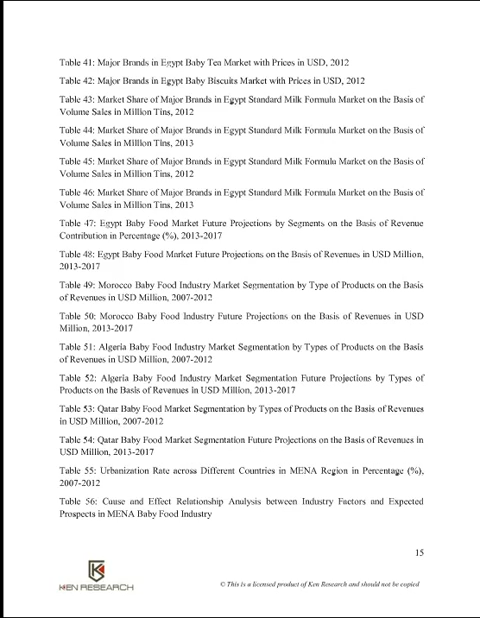 Table 41: Major Brands in Egypt Baby Tea Market with Prices in USD, 2012
Table 42: Major Brands in Egypt Baby Biscuits Market with Prices in USD, 2012
Table 43: Market Share of Major Brands in Egypt Standard Milk Formula Market on the Basis of
Volume Sales in Million Tins, 2012
Table 44: Market Share of Major Brands in Egypt Standard Milk Formula Market on the Basis of
Volume Sales in Million Tins, 2013
Table 45: Market Share of Major Brands in Egypt Standard Milk Formula Market on the Basis of
Volume Sales in Million Tins, 2012
Table 46: Market Share of Major Brands in Egypt Standard Milk Formula Market on the Basis of
Volume Sales in Million Tins, 2013
Table 47: Egypt Baby Food Market Future Projections by Segments on the Basis of Revenue
Contribution in Percentage (%), 2013-2017
Table 48: Egypt Baby Food Market Future Projections on the Basis of Revenues in USD Million,
2013-2017
Table 49: Morocco Baby Food Industry Market Segmentation by Type of Products on the Basis
of Revenues in USD Million, 2007-2012
Table 50: Morocco Baby Food Industry Future Projections on the Basis of Revenues in USD
Million, 2013-2017
Table 51: Algeria Baby Food Industry Market Segmentation by Types of Products on the Basis
of Revenues in USD Million, 2007-2012
Table 52: Algeria Baby Food Industry Market Segmentation Future Projections by Types of
Products on the Basis of Revenues in USD Million, 2013-2017
Table 53: Qatar Baby Food Market Segmentation by Types of Products on the Basis of Revenues
in USD Million, 2007-2012
Table 54: Qatar Baby Food Market Segmentation Future Projections on the Basis of Revenues in
USD Million, 2013-2017
Table 55: Urbanization Rate across Different Countries in MENA Region in Percentage (%),
2007-2012
Table 56: Cause and Effect Relationship Analysis between Industry Factors and Expected
Prospects in MENA Baby Food Industry
15
KEN RESEARCH
© This is a licensed product of Ken Research and should not be copied